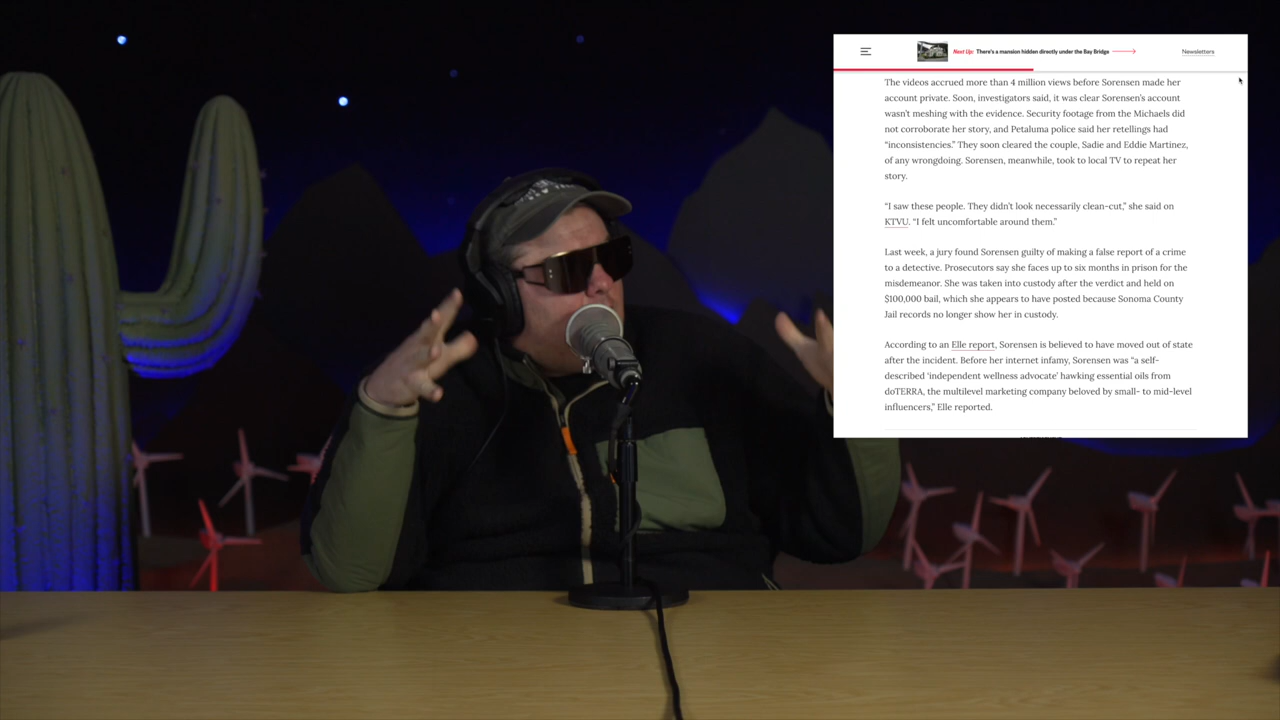 Next Up: There's a mansion hidden directly under the Bay Bridge
Newsletters
The videos accrued more than 4 million views before Sorensen made her
account private. Soon, investigators said, it was clear Sorensen's account
wasn't meshing with the evidence. Security footage from the Michaels did
not corroborate her story, and Petaluma police said her retellings had
“inconsistencies.” They soon cleared the couple, Sadie and Eddie Martinez,
of any wrongdoing. Sorensen, meanwhile, took to local TV to repeat her
story.
“I saw these people. They didn't look necessarily clean-cut,” she said on
KTVU. “I felt uncomfortable around them.”
Last week, a jury found Sorensen guilty of making a false report of a crime
to a detective. Prosecutors say she faces up to six months in prison for the
misdemeanor. She was taken into custody after the verdict and held on
$100,000 bail, which she appears to have posted because Sonoma County
Jail records no longer show her in custody.
According to an Elle report, Sorensen is believed to have moved out of state
after the incident. Before her internet infamy, Sorensen was “a self-
described ‘independent wellness advocate’ hawking essential oils from
doTERRA, the multilevel marketing company beloved by small- to mid-level
influencers,” Elle reported.